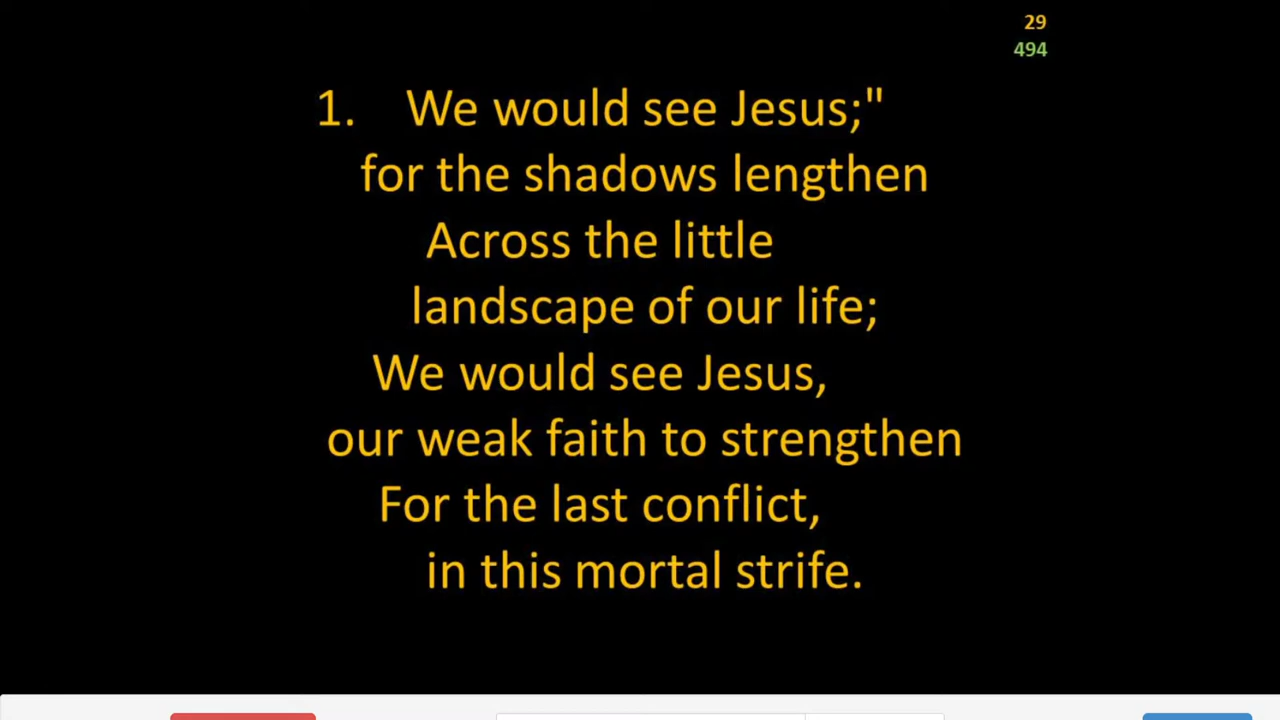 29
494
1. We would see Jesus;"
for the shadows lengthen
Across the little
landscape of our life;
We would see Jesus,
our weak faith to strengthen
For the last conflict,
in this mortal strife.